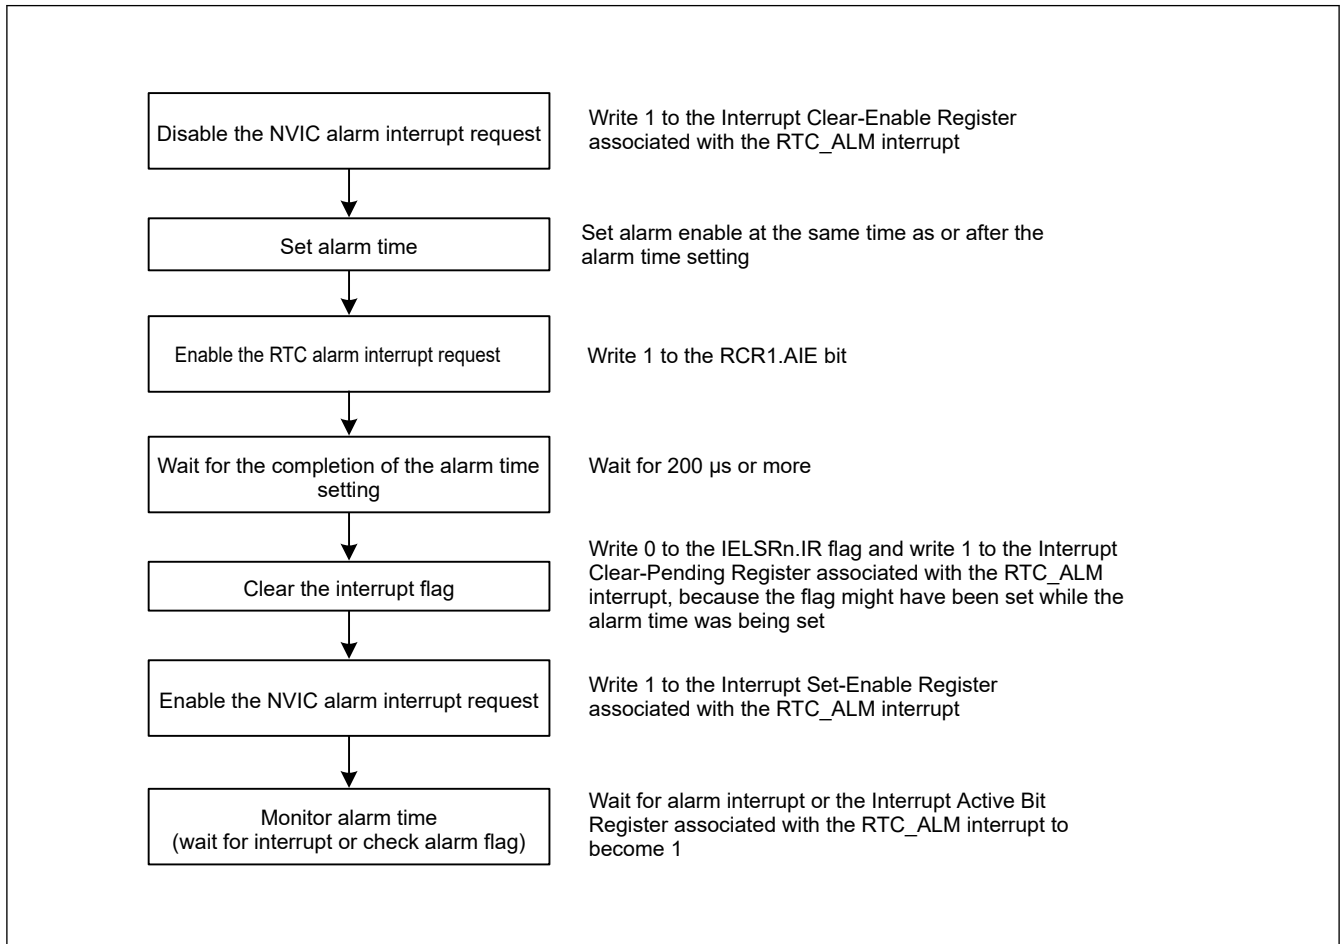 Disable the NVIC alarm interrupt request
Write 1 to the Interrupt Clear-Enable Register
associated with the RTC_ALM interrupt
Set alarm time
Set alarm enable at the same time as or after the
alarm time setting
Enable the RTC alarm interrupt request
Write 1 to the RCR1.AIE bit
Wait for the completion of the alarm time
setting
Wait for 200 µs or more
Clear the interrupt flag
Write 0 to the IELSRn.IR flag and write 1 to the Interrupt
Clear-Pending Register associated with the RTC_ALM
interrupt, because the flag might have been set while the
alarm time was being set
Enable the NVIC alarm interrupt request
Write 1 to the Interrupt Set-Enable Register
associated with the RTC_ALM interrupt
Monitor alarm time
(wait for interrupt or check alarm flag)
Wait for alarm interrupt or the Interrupt Active Bit
Register associated with the RTC_ALM interrupt to
become 1